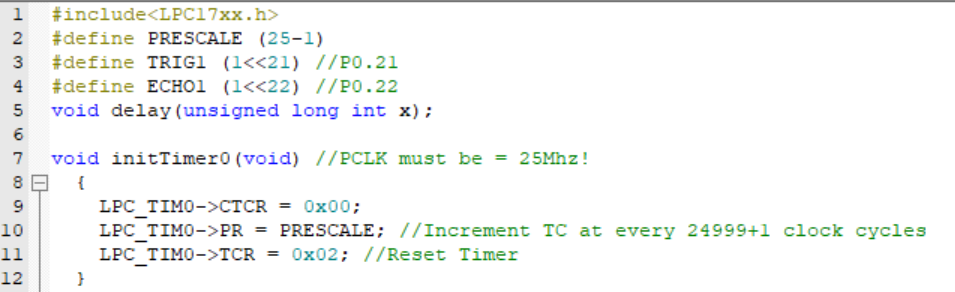 1 #include<LPC17xx.h>
2 #define PRESCALE (25-1)
3 #define TRIG1 (1<<21) //P0.21
4 #define ECHO1 (1<<22) //P0.22
5 void delay(unsigned long int x);
6
7 void initTimer0(void) //PCLK must be = 25Mhz!
8 {
9 LPC_TIM0->CTCR = 0x00;
10 LPC_TIM0->PR = PRESCALE; //Increment TC at every 24999+1 clock cycles
11 LPC_TIM0->TCR = 0x02; //Reset Timer
12 }